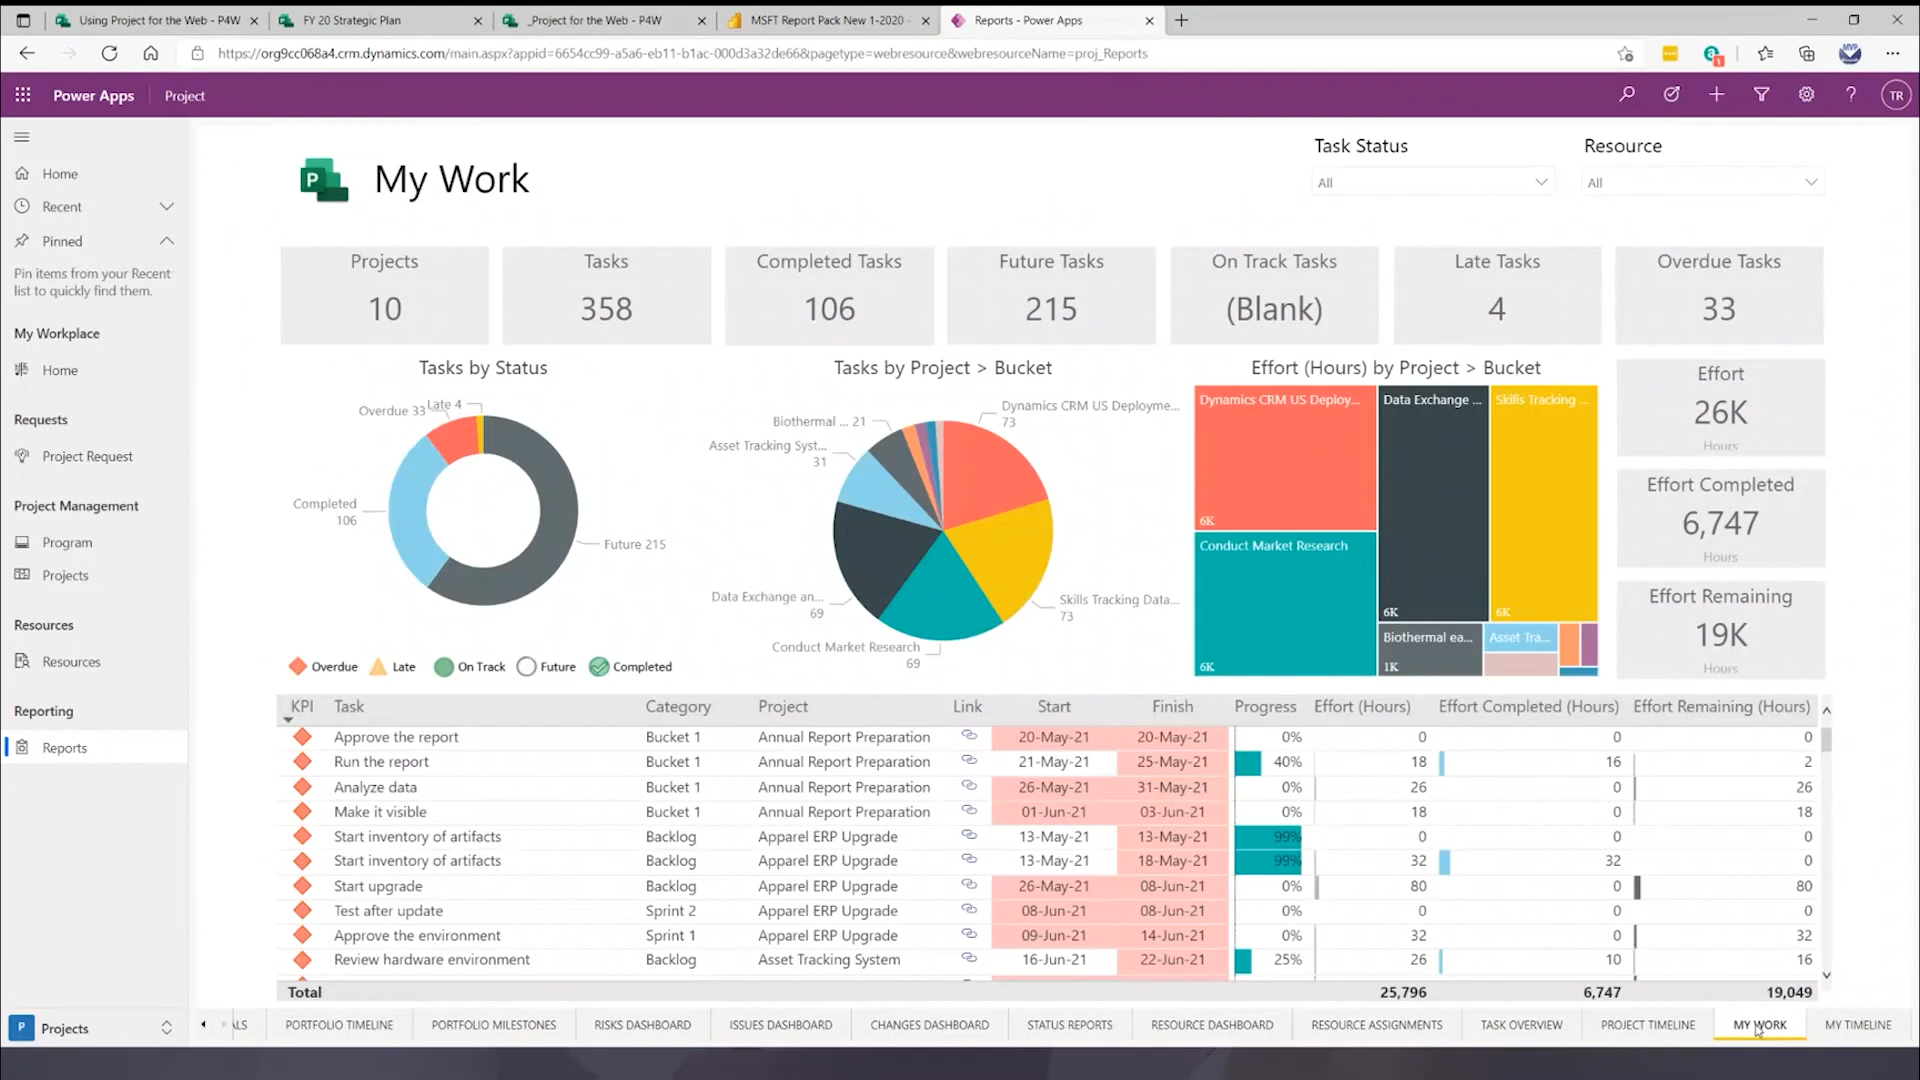 Using Project for the Web - P4W
FY 20 Strategic Plan
_Project for the Web - P4W
MSFT Report Pack New 1-2020 -
Reports - Power Apps
https://org9cc068a4.crm.dynamics.com/main.aspx?appid=6654cc99-a5a6-eb11-b1ac-000d3a32de66&pagetype=webresource&webresourceName=proj_Reports
Power Apps
Project
TR
Home
Recent
Pinned
Pin items from your Recent
list to quickly find them.
My Workplace
Home
Requests
Project Request
Project Management
Program
Projects
Resources
Resources
Reporting
Reports
P Projects
P My Work
Task Status
All
Resource
All
Projects
10
Tasks
358
Completed Tasks
106
Future Tasks
215
On Track Tasks
(Blank)
Late Tasks
4
Overdue Tasks
33
Tasks by Status
Overdue 33
Late 4
Completed
106
Future 215
Overdue Late On Track Future Completed
Tasks by Project > Bucket
Dynamics CRM US Deployme...
73
Biothermal ... 21
Asset Tracking Syst...
31
Data Exchange an...
69
Skills Tracking Data...
73
Conduct Market Research
69
Effort (Hours) by Project > Bucket
Dynamics CRM US Deploy...
6K
Data Exchange ...
6K
Skills Tracking ...
6K
Conduct Market Research
6K
Biothermal ea...
1K
Asset Tra...
Effort
26K
Hours
Effort Completed
6,747
Hours
Effort Remaining
19K
Hours
KPI Task Category Project Link Start Finish Progress Effort (Hours) Effort Completed (Hours) Effort Remaining (Hours)
Approve the report Bucket 1 Annual Report Preparation 20-May-21 20-May-21 0% 0 0 0
Run the report Bucket 1 Annual Report Preparation 21-May-21 25-May-21 40% 18 16 2
Analyze data Bucket 1 Annual Report Preparation 26-May-21 31-May-21 0% 26 0 26
Make it visible Bucket 1 Annual Report Preparation 01-Jun-21 03-Jun-21 0% 18 0 18
Start inventory of artifacts Backlog Apparel ERP Upgrade 13-May-21 13-May-21 99% 0 0 0
Start inventory of artifacts Backlog Apparel ERP Upgrade 13-May-21 18-May-21 99% 32 32 0
Start upgrade Backlog Apparel ERP Upgrade 26-May-21 08-Jun-21 0% 80 0 80
Test after update Sprint 2 Apparel ERP Upgrade 08-Jun-21 08-Jun-21 0% 0 0 0
Approve the environment Sprint 1 Apparel ERP Upgrade 09-Jun-21 14-Jun-21 0% 32 0 32
Review hardware environment Backlog Asset Tracking System 16-Jun-21 22-Jun-21 25% 26 10 16
Total 25,796 6,747 19,049
ALS PORTFOLIO TIMELINE PORTFOLIO MILESTONES RISKS DASHBOARD ISSUES DASHBOARD CHANGES DASHBOARD STATUS REPORTS RESOURCE DASHBOARD RESOURCE ASSIGNMENTS TASK OVERVIEW PROJECT TIMELINE MY WORK MY TIMELINE